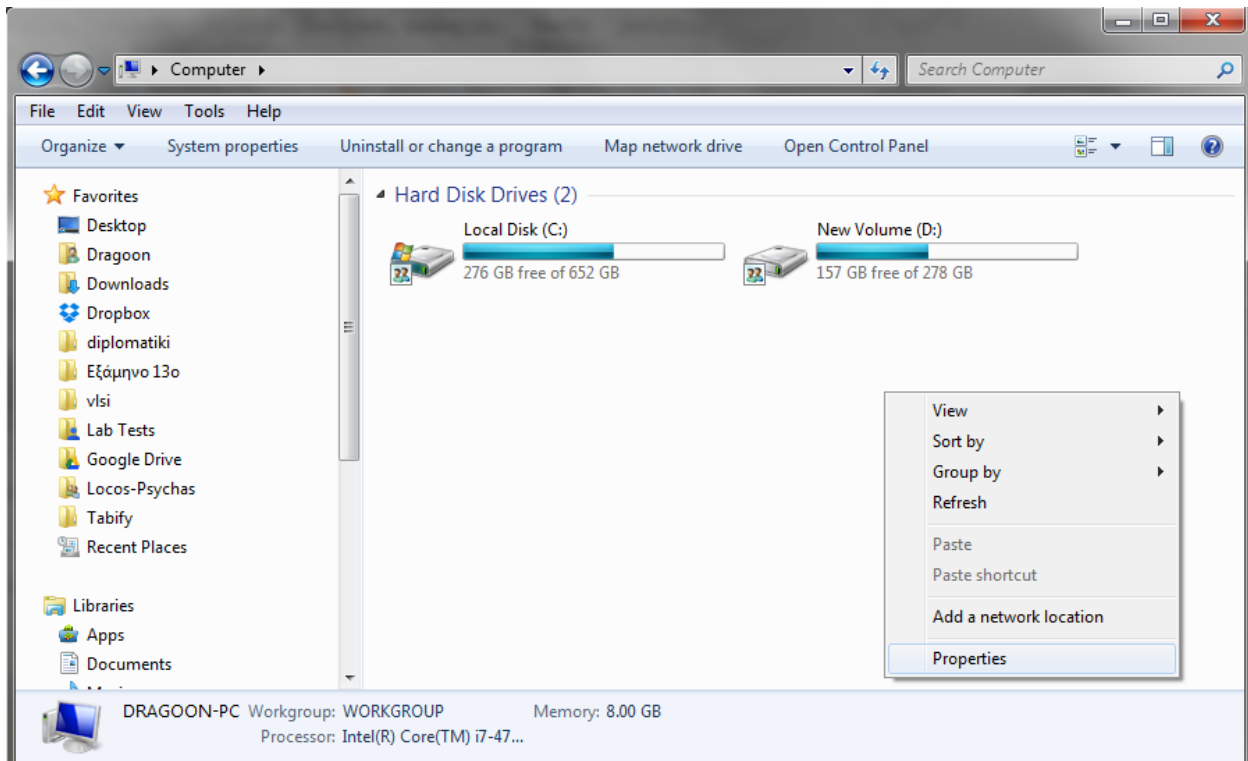 Computer
Search Computer
File Edit View Tools Help
Organize System properties Uninstall or change a program Map network drive Open Control Panel
Favorites
Desktop
Dragoon
Downloads
Dropbox
diplomatiki
Εξάμηνο 13ο
vlsi
Lab Tests
Google Drive
Locos-Psychas
Tabify
Recent Places
Libraries
Apps
Documents
Hard Disk Drives (2)
Local Disk (C:)
276 GB free of 652 GB
New Volume (D:)
157 GB free of 278 GB
View
Sort by
Group by
Refresh
Paste
Paste shortcut
Add a network location
Properties
DRAGOON-PC Workgroup: WORKGROUP Memory: 8.00 GB
Processor: Intel(R) Core(TM) i7-47...